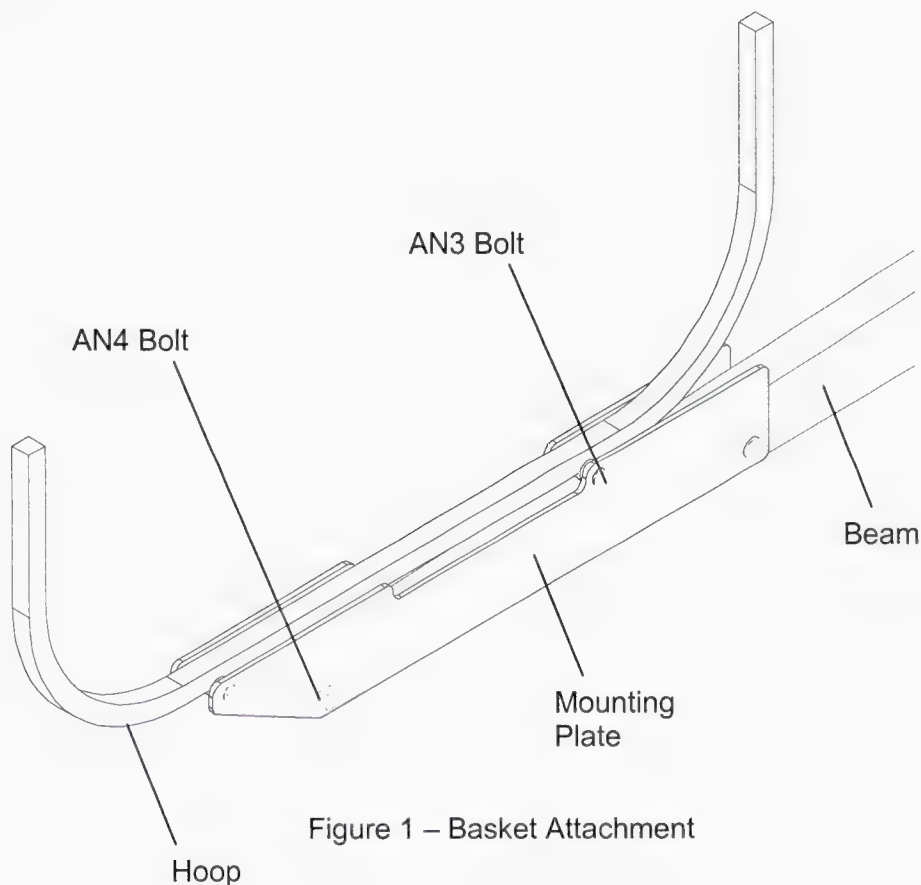 AN3 Bolt
AN4 Bolt
Beam
Mounting
Plate
Figure 1 – Basket Attachment
Hoop